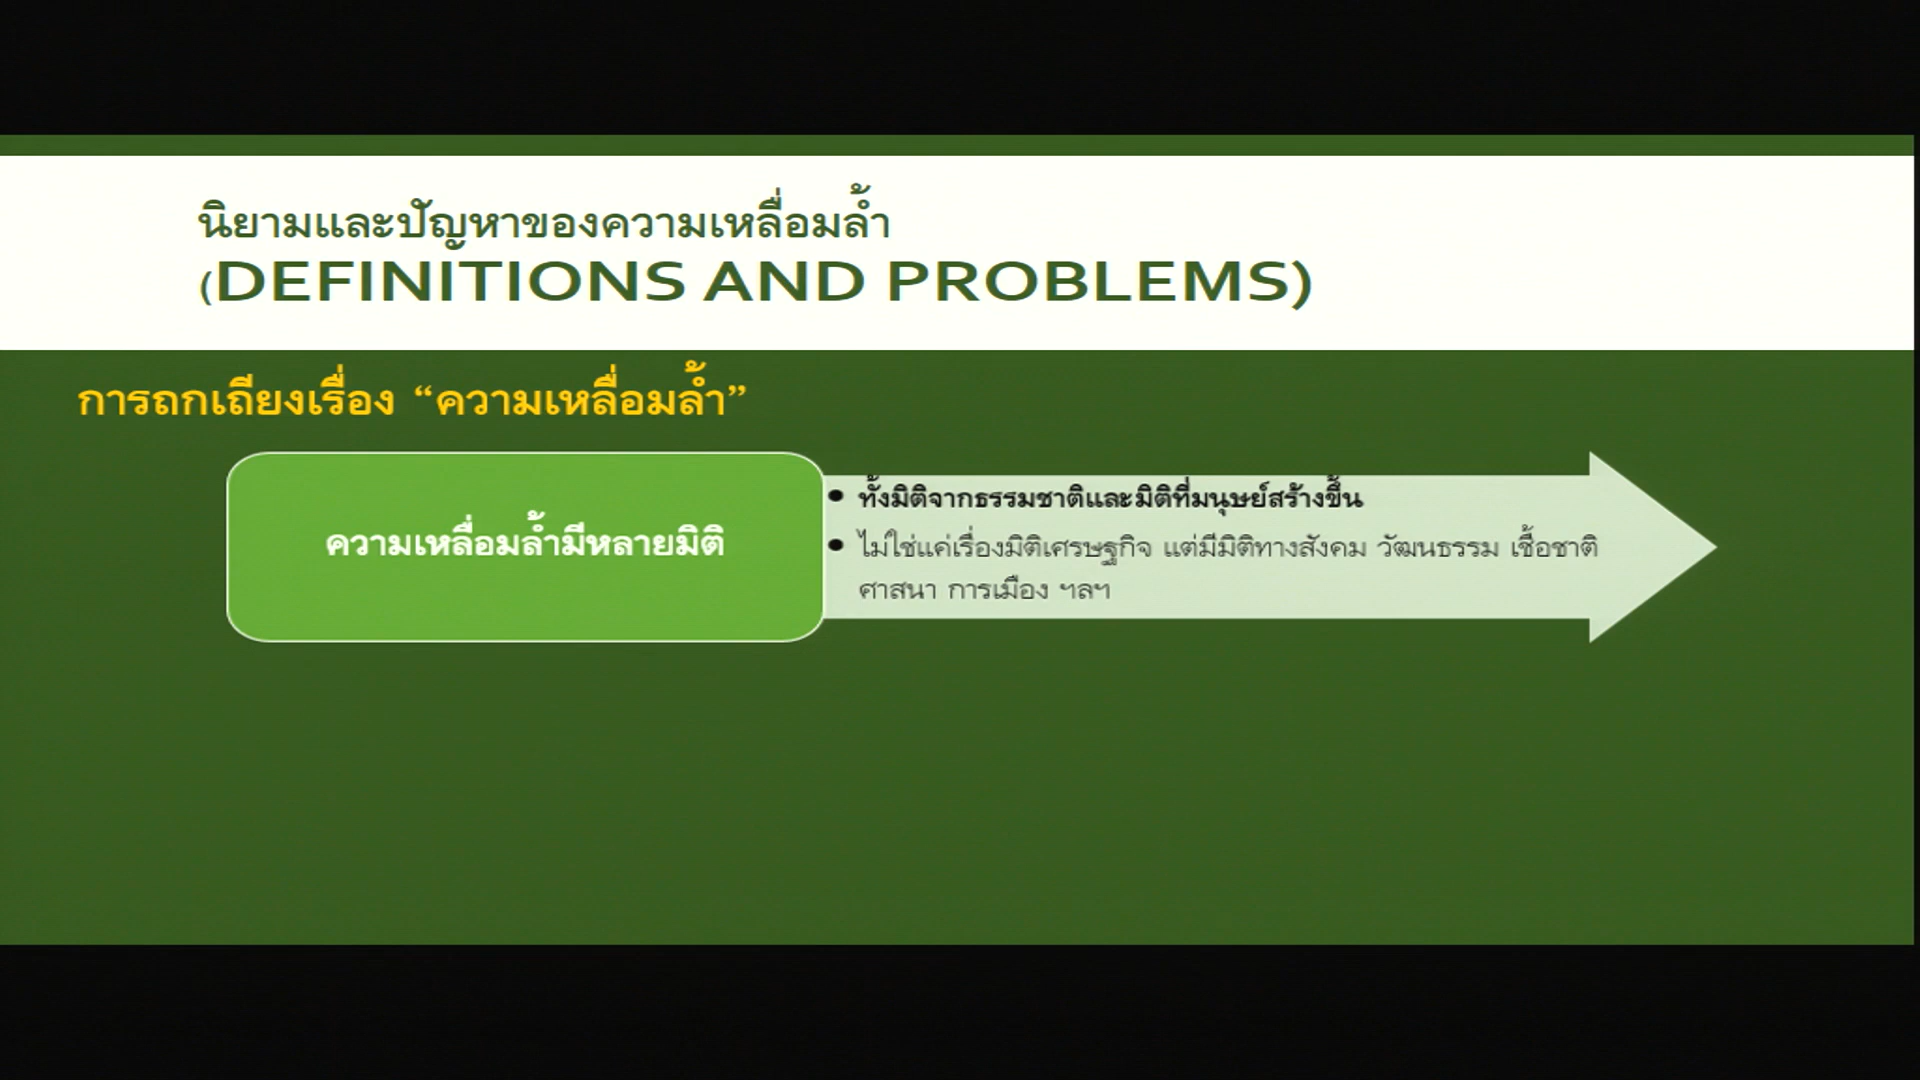 นิยามและปัญหาของความเหลื่อมล้ำ
(DEFINITIONS AND PROBLEMS)
การถกเถียงเรื่อง “ความเหลื่อมล้ำ”
ความเหลื่อมล้ำมีหลายมิติ
• ทั้งมิติจากธรรมชาติและมิติที่มนุษย์สร้างขึ้น
• ไม่ใช่แค่เรื่องมิติเศรษฐกิจ แต่มีมิติทางสังคม วัฒนธรรม เชื้อชาติ
ศาสนา การเมือง ฯลฯ